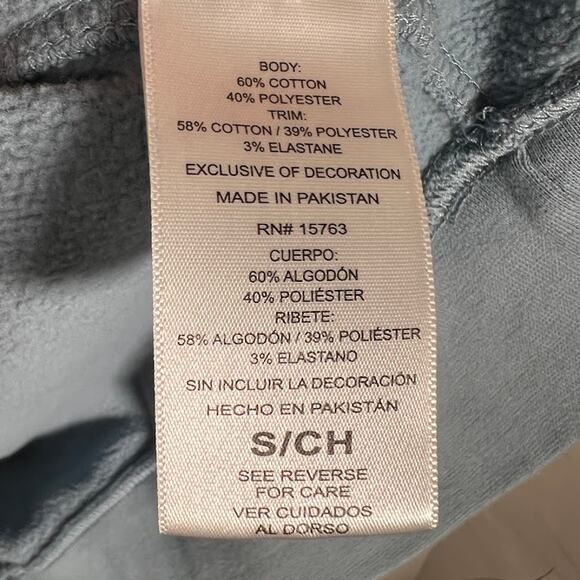 BODY:
60% COTTON
40% POLYESTER
TRIM:
58% COTTON / 39% POLYESTER
3% ELASTANE
EXCLUSIVE OF DECORATION
MADE IN PAKISTAN
RN# 15763
CUERPO:
60% ALGODÓN
40% POLIÉSTER
RIBETE:
58% ALGODÓN / 39% POLIÉSTER
3% ELASTANO
SIN INCLUIR LA DECORACIÓN
HECHO EN PAKISTÁN
S/CH
SEE REVERSE
FOR CARE
VER CUIDADOS
AL DORSO